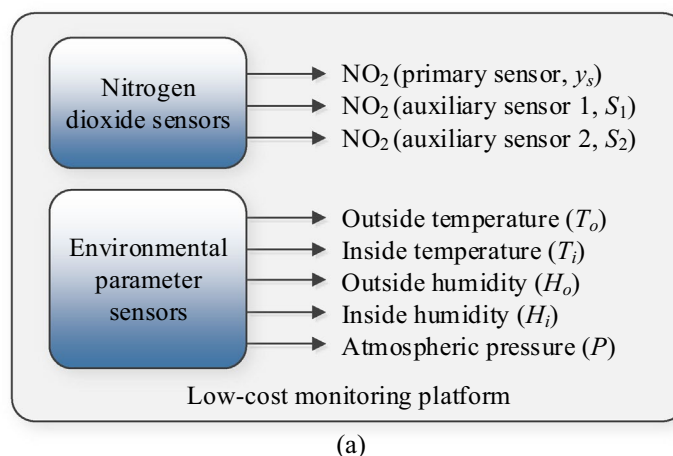 Nitrogen
dioxide sensors
NO₂ (primary sensor, yₛ)
NO₂ (auxiliary sensor 1, S₁)
NO₂ (auxiliary sensor 2, S₂)
Environmental
parameter
sensors
Outside temperature (Tₒ)
Inside temperature (Tᵢ)
Outside humidity (Hₒ)
Inside humidity (Hᵢ)
Atmospheric pressure (P)
Low-cost monitoring platform
(a)